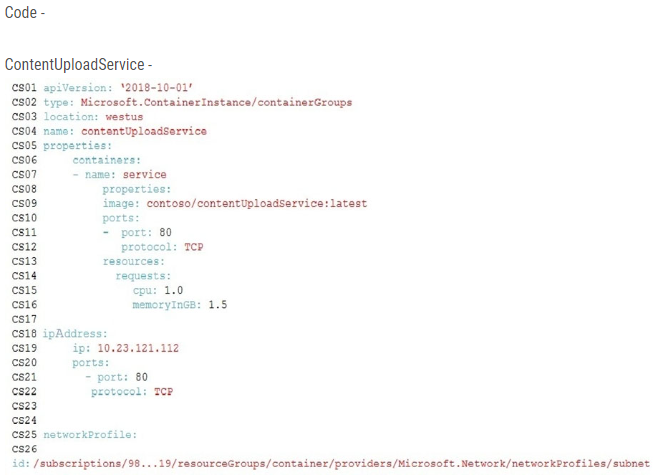 Code -
ContentUploadService -
CS01 apiVersion: '2018-10-01'
CS02 type: Microsoft.ContainerInstance/containerGroups
CS03 location: westus
CS04 name: contentUploadService
CS05 properties:
CS06 containers:
CS07 - name: service
CS08 properties:
CS09 image: contoso/contentUploadService:latest
CS10 ports:
CS11 - port: 80
CS12 protocol: TCP
CS13 resources:
CS14 requests:
CS15 cpu: 1.0
CS16 memoryInGB: 1.5
CS17
CS18 ipAddress:
CS19 ip: 10.23.121.112
CS20 ports:
CS21 - port: 80
CS22 protocol: TCP
CS23
CS24
CS25 networkProfile:
CS26
id: /subscriptions/98...19/resourceGroups/container/providers/Microsoft.Network/networkProfiles/subnet